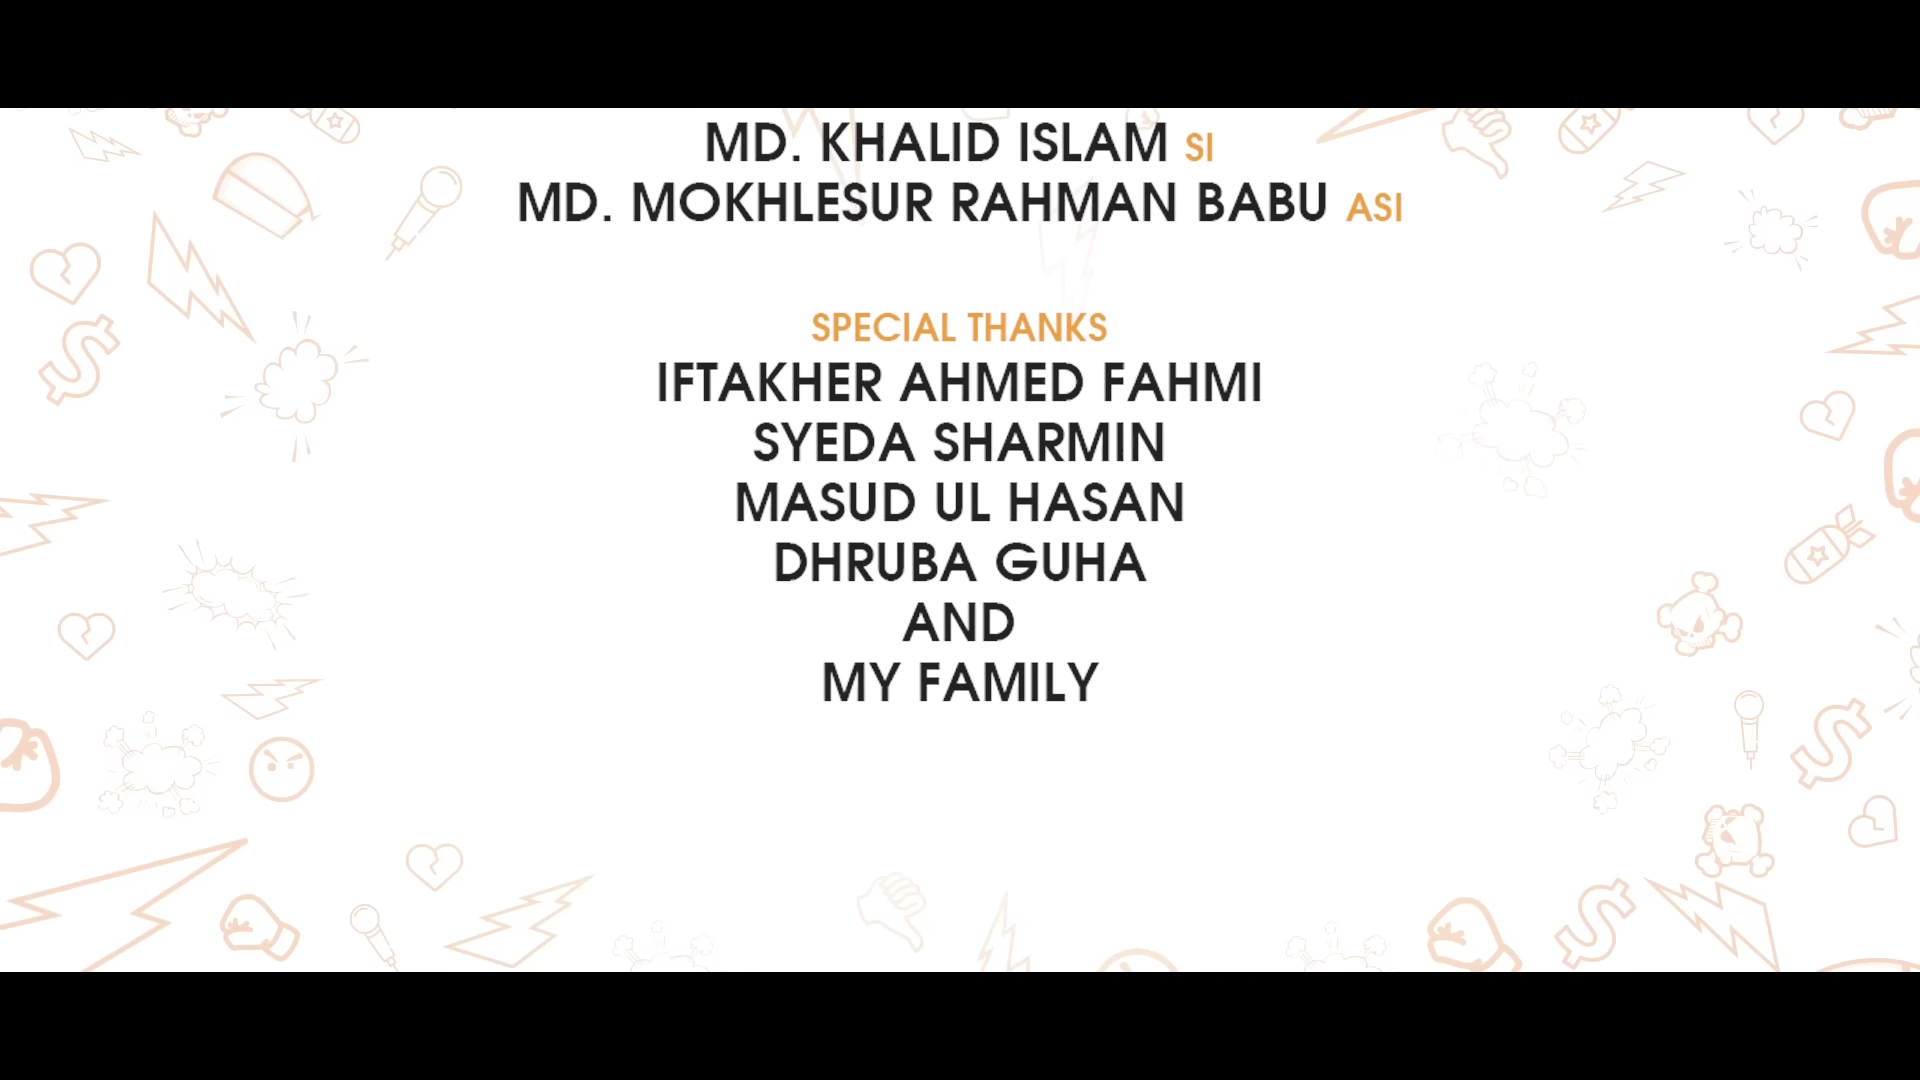 MD. KHALID ISLAM SI
MD. MOKHLESUR RAHMAN BABU ASI
SPECIAL THANKS
IFTAKHER AHMED FAHMI
SYEDA SHARMIN
MASUD UL HASAN
DHRUBA GUHA
AND
MY FAMILY